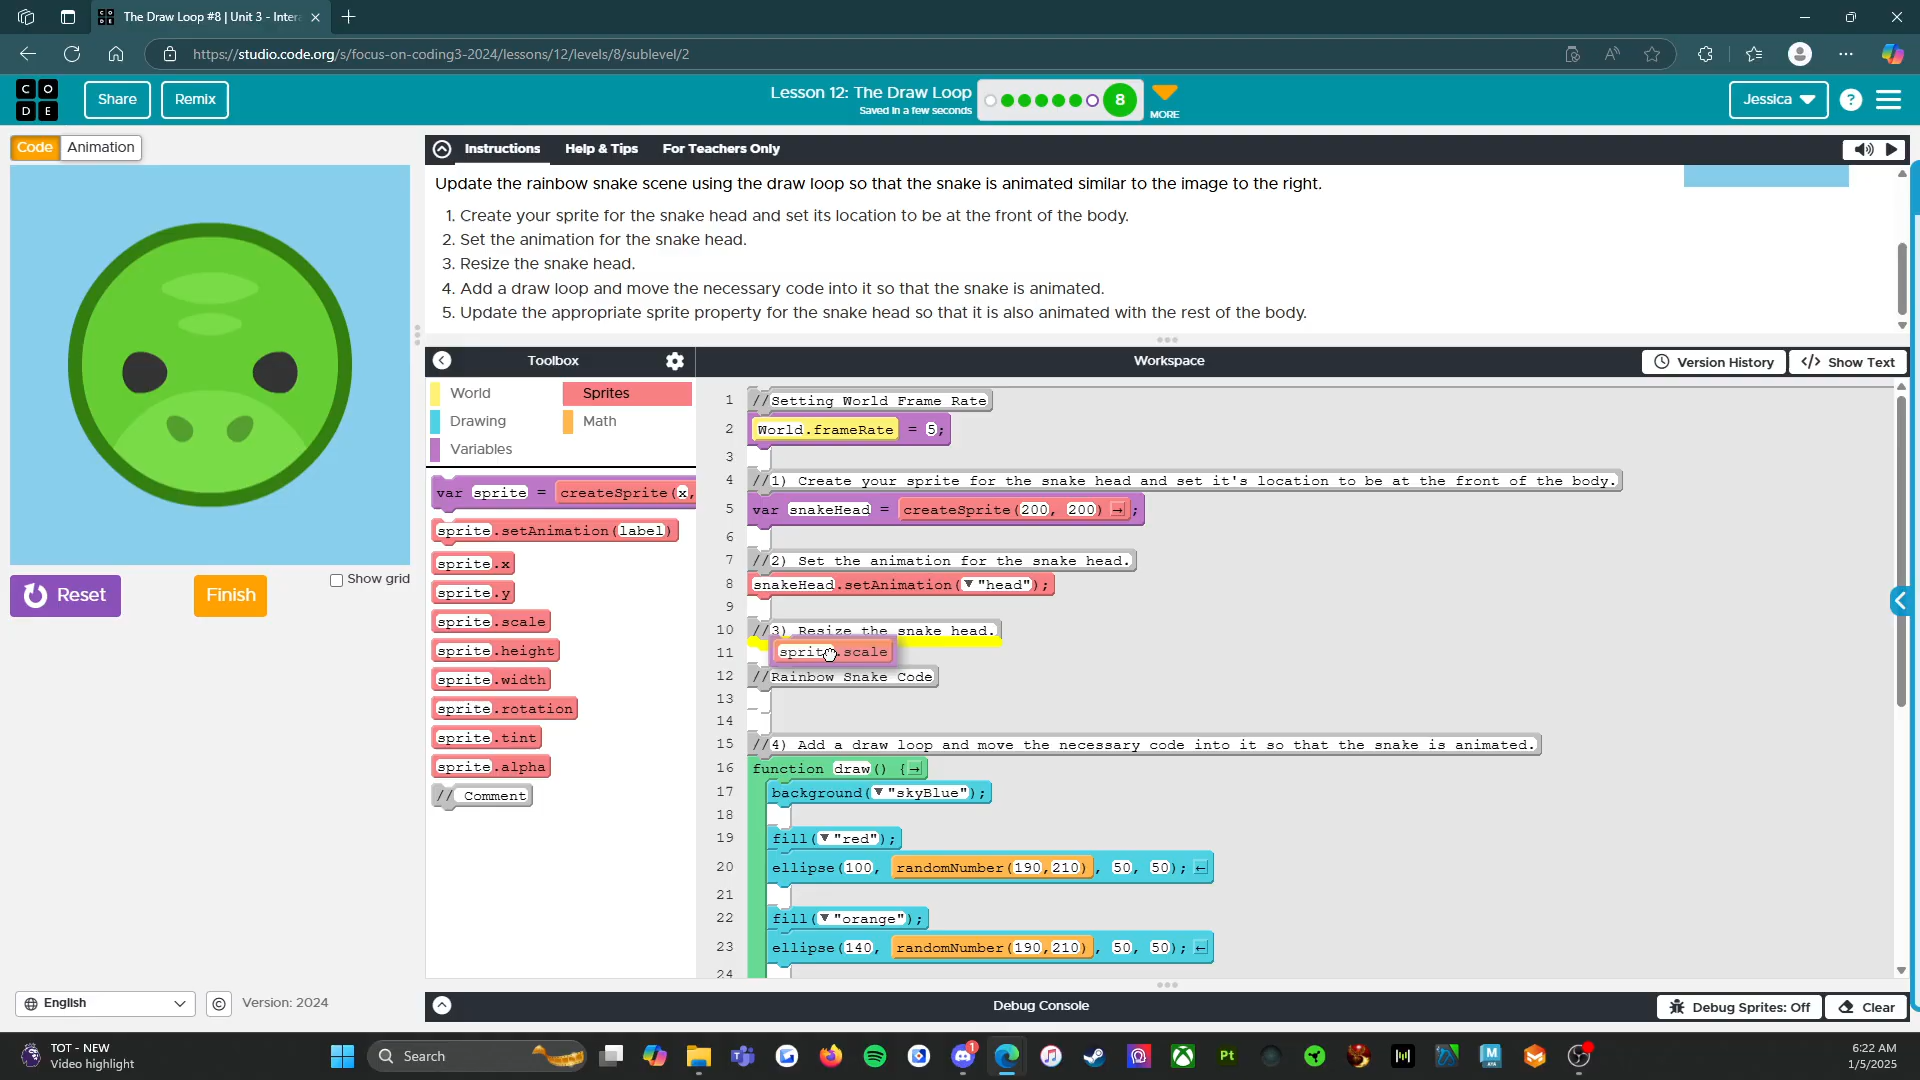 The Draw Loop #8 | Unit 3 - Inter
https://studio.code.org/s/focus-on-coding3-2024/lessons/12/levels/8/sublevel/2
CO
DE
Share
Remix
Lesson 12: The Draw Loop
Saved in a few seconds
8
MORE
Jessica
?
Code
Animation
Instructions
Help & Tips
For Teachers Only
Update the rainbow snake scene using the draw loop so that the snake is animated similar to the image to the right.
1. Create your sprite for the snake head and set its location to be at the front of the body.
2. Set the animation for the snake head.
3. Resize the snake head.
4. Add a draw loop and move the necessary code into it so that the snake is animated.
5. Update the appropriate sprite property for the snake head so that it is also animated with the rest of the body.
Toolbox
Workspace
Version History
</> Show Text
World
Sprites
Drawing
Math
Variables
var sprite = createSprite(x,
sprite.setAnimation(label)
sprite.x
sprite.y
sprite.scale
sprite.height
sprite.width
sprite.rotation
sprite.tint
sprite.alpha
// Comment
1 //Setting World Frame Rate
2 World.frameRate = 5;
3
4 //1) Create your sprite for the snake head and set it's location to be at the front of the body.
5 var snakeHead = createSprite(200, 200) → ;
6
7 //2) Set the animation for the snake head.
8 snakeHead.setAnimation(▼"head");
9
10 //3) Resize the snake head.
11 sprite.scale
12 //Rainbow Snake Code
13
14
15 //4) Add a draw loop and move the necessary code into it so that the snake is animated.
16 function draw() {→
17 background(▼"skyBlue");
18
19 fill(▼"red");
20 ellipse(100, randomNumber(190,210), 50, 50); ←
21
22 fill(▼"orange");
23 ellipse(140, randomNumber(190,210), 50, 50); ←
24
Reset
Finish
Show grid
English
©
Version: 2024
Debug Console
Debug Sprites: Off
Clear
TOT - NEW
Video highlight
Search
1
Pt
M
6:22 AM
1/5/2025